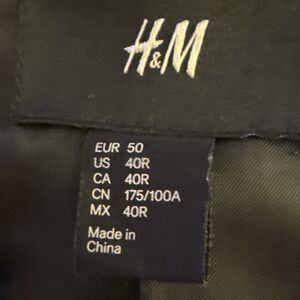 H&M
EUR 50
US 40R
CA 40R
CN 175/100A
MX 40R
Made in
China